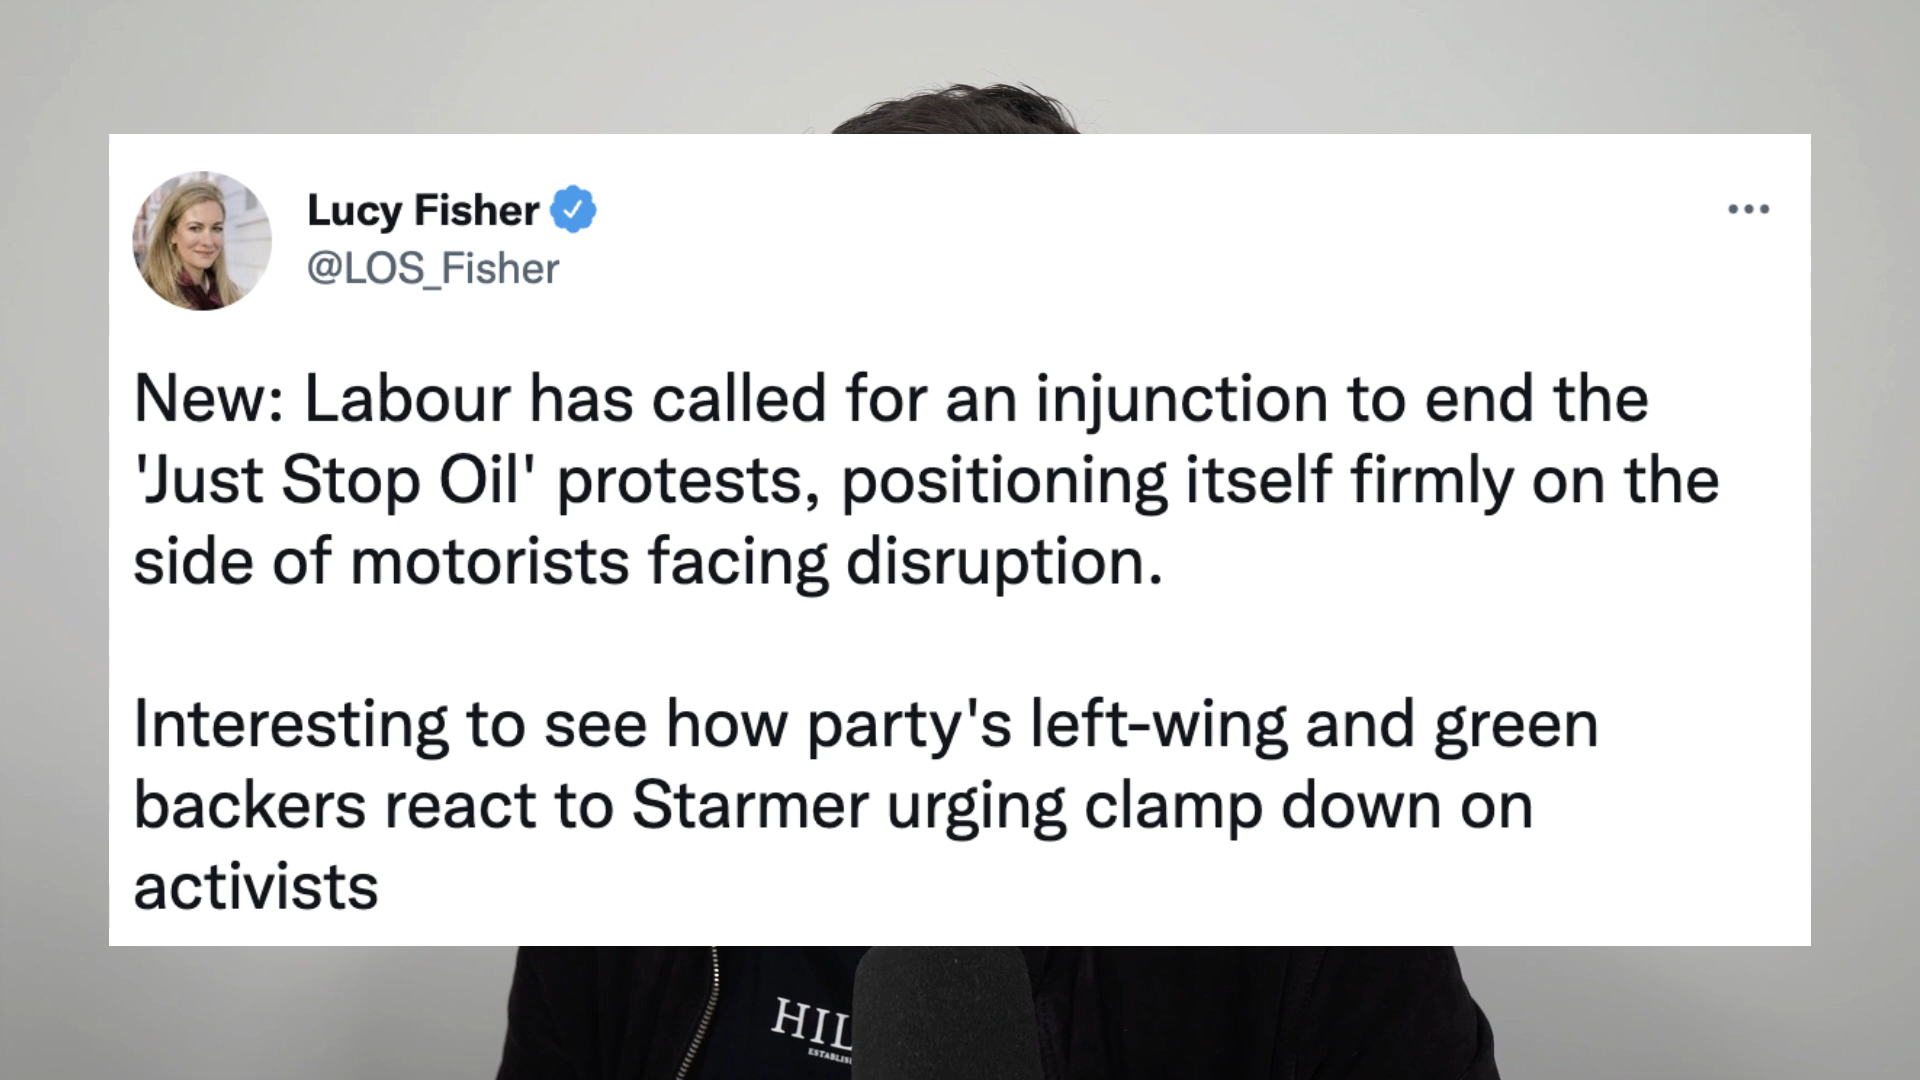 Lucy Fisher
@LOS_Fisher
New: Labour has called for an injunction to end the
'Just Stop Oil' protests, positioning itself firmly on the
side of motorists facing disruption.
Interesting to see how party's left-wing and green
backers react to Starmer urging clamp down on
activists